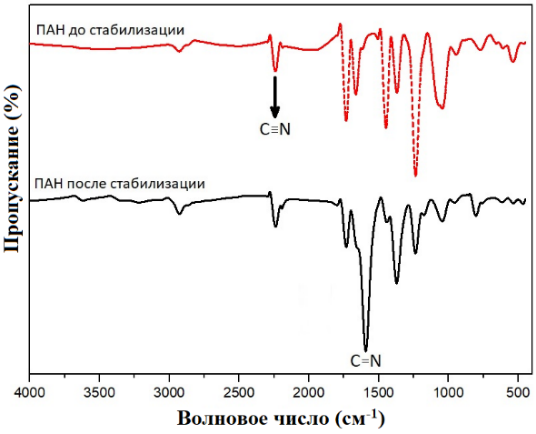 ПАН до стабилизации
C≡N
ПАН после стабилизации
C=N
Пропускание (%)
4000 3500 3000 2500 2000 1500 1000 500
Волновое число (см-1)